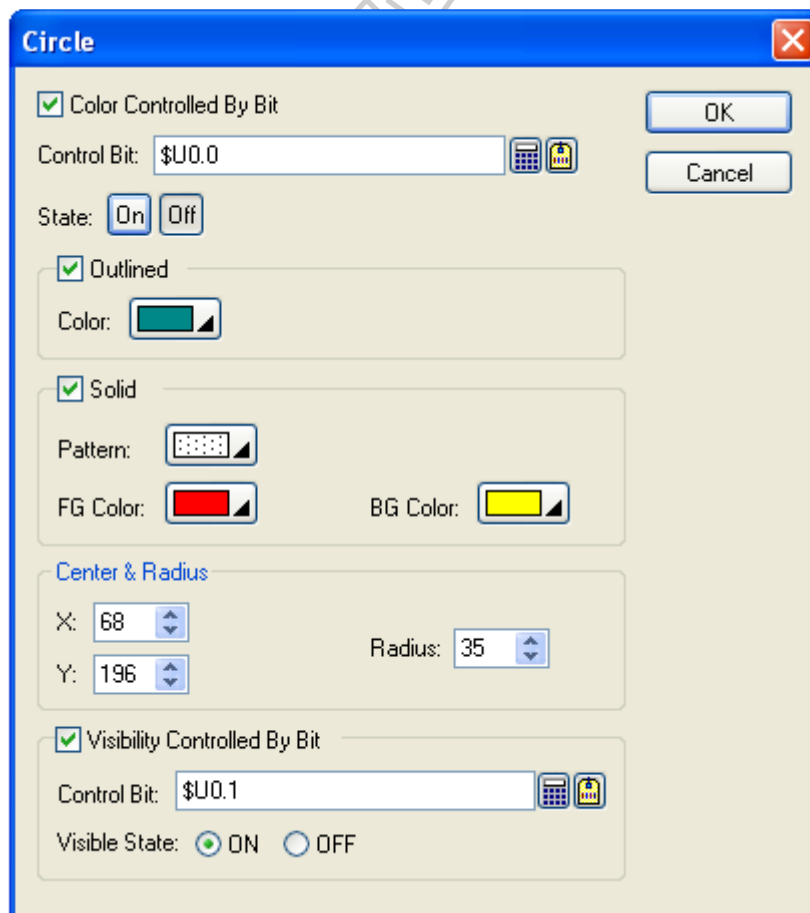 Circle
Color Controlled By Bit
OK
Control Bit: $U0.0
Cancel
State: On Off
Outlined
Color:
Solid
Pattern:
FG Color: BG Color:
Center & Radius
X: 68
Radius: 35
Y: 196
Visibility Controlled By Bit
Control Bit: $U0.1
Visible State: ON OFF